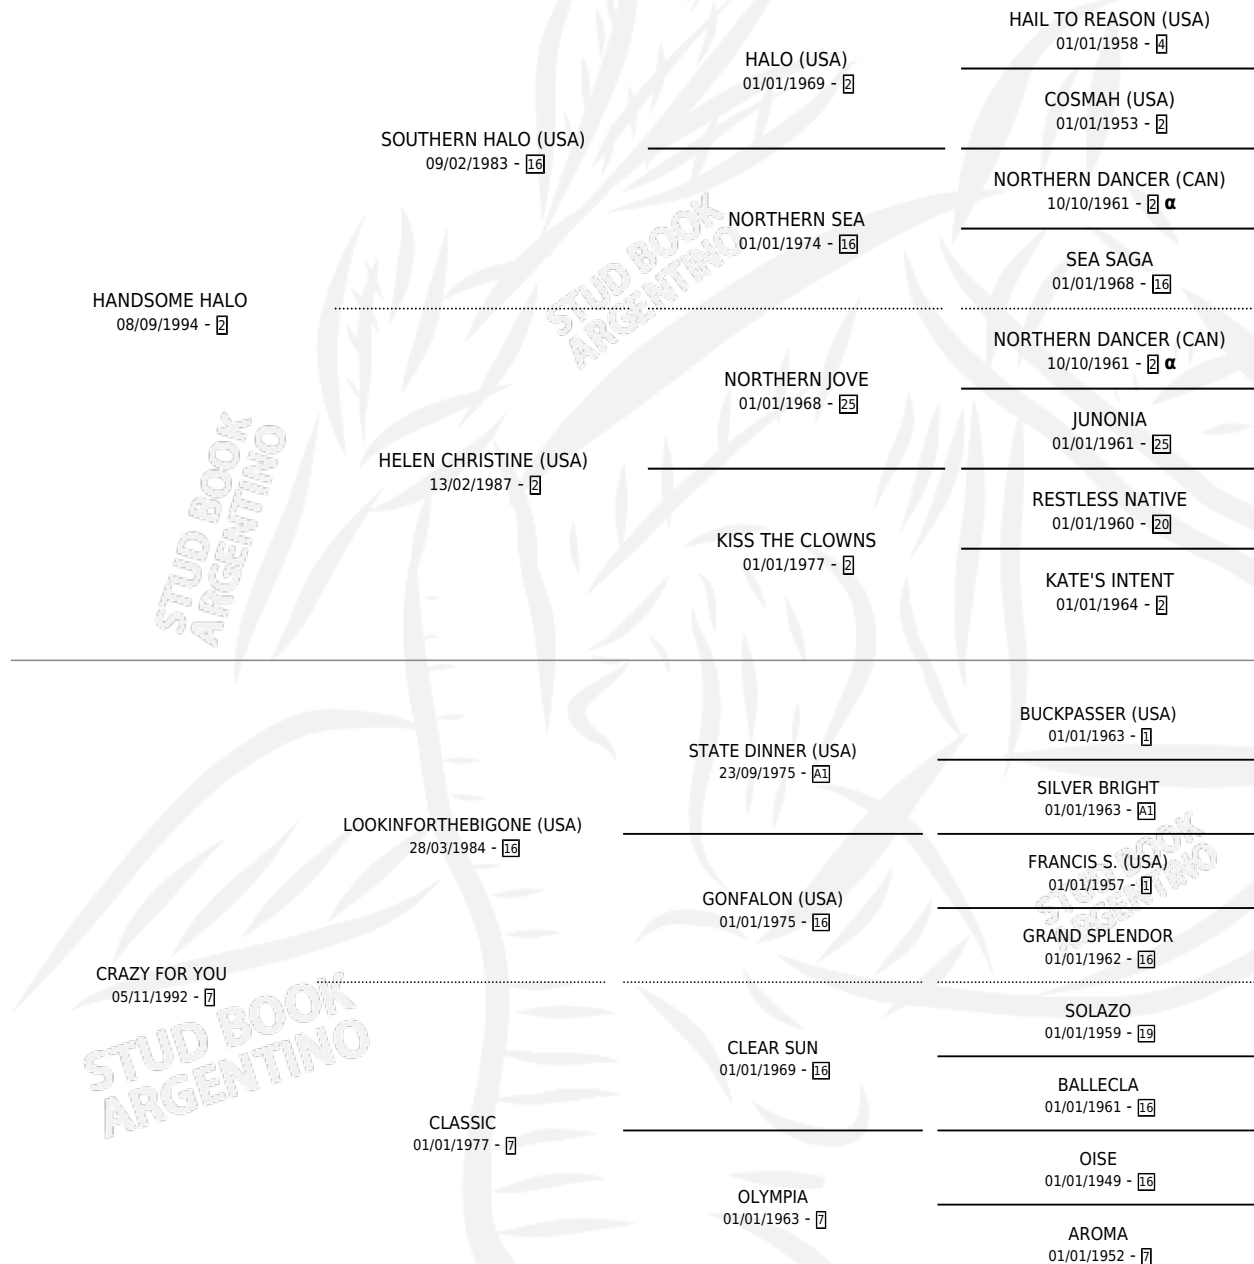 HAIL TO REASON (USA)
01/01/1958 - 4
HALO (USA)
01/01/1969 - 2
COSMAH (USA)
01/01/1953 - 2
SOUTHERN HALO (USA)
09/02/1983 - 16
NORTHERN DANCER (CAN)
10/10/1961 - 2 α
NORTHERN SEA
01/01/1974 - 16
SEA SAGA
01/01/1968 - 16
HANDSOME HALO
08/09/1994 - 2
NORTHERN DANCER (CAN)
10/10/1961 - 2 α
NORTHERN JOVE
01/01/1968 - 25
JUNONIA
01/01/1961 - 25
HELEN CHRISTINE (USA)
13/02/1987 - 2
RESTLESS NATIVE
01/01/1960 - 20
KISS THE CLOWNS
01/01/1977 - 2
KATE'S INTENT
01/01/1964 - 2
STUD BOOK
ARGENTINO
STUD BOOK
ARGENTINO
BUCKPASSER (USA)
01/01/1963 - 1
STATE DINNER (USA)
23/09/1975 - A1
SILVER BRIGHT
01/01/1963 - A1
LOOKINFORTHEBIGONE (USA)
28/03/1984 - 16
FRANCIS S. (USA)
01/01/1957 - 1
GONFALON (USA)
01/01/1975 - 16
GRAND SPLENDOR
01/01/1962 - 16
STUD BOOK
ARGENTINO
CRAZY FOR YOU
05/11/1992 - 7
SOLAZO
01/01/1959 - 19
CLEAR SUN
01/01/1969 - 16
BALLECLA
01/01/1961 - 16
STUD BOOK
ARGENTINO
CLASSIC
01/01/1977 - 7
OISE
01/01/1949 - 16
OLYMPIA
01/01/1963 - 7
AROMA
01/01/1952 - 7